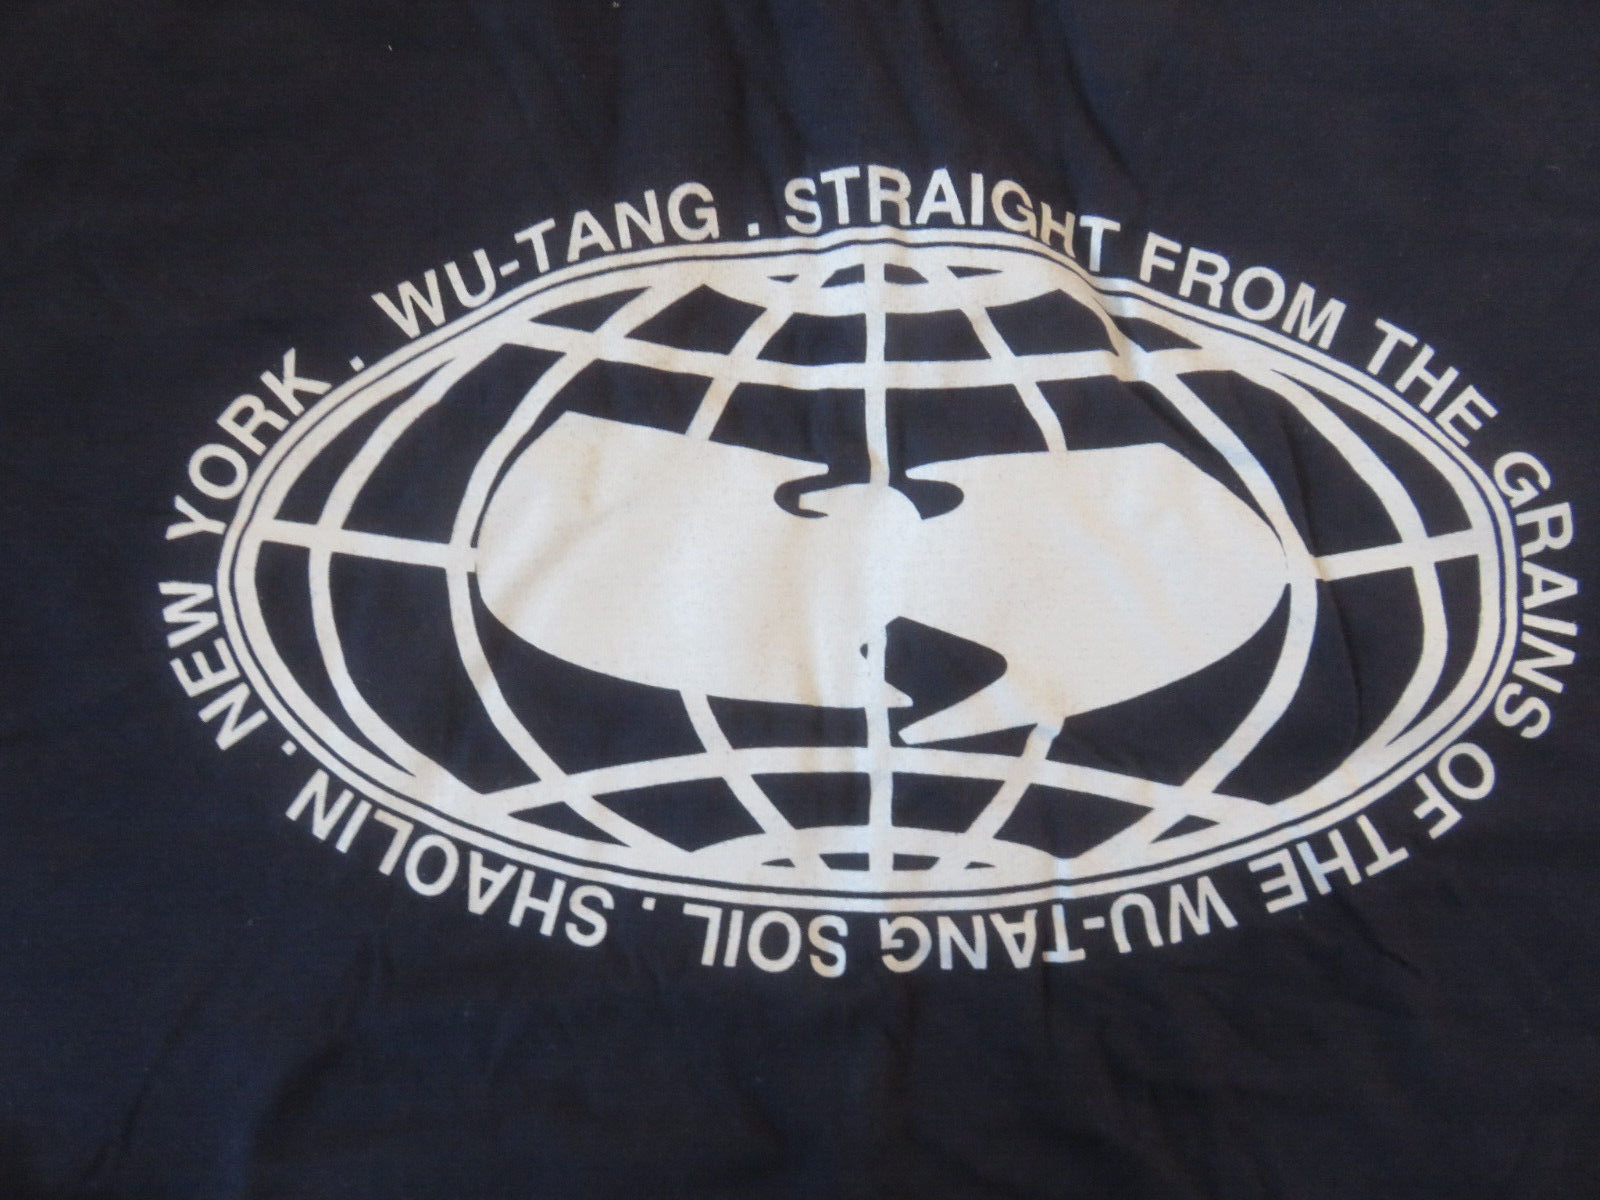 WU-TANG . STRAIGHT FROM THE GRAINS OF THE WU-TANG SOIL . SHAOLIN . NEW YORK .